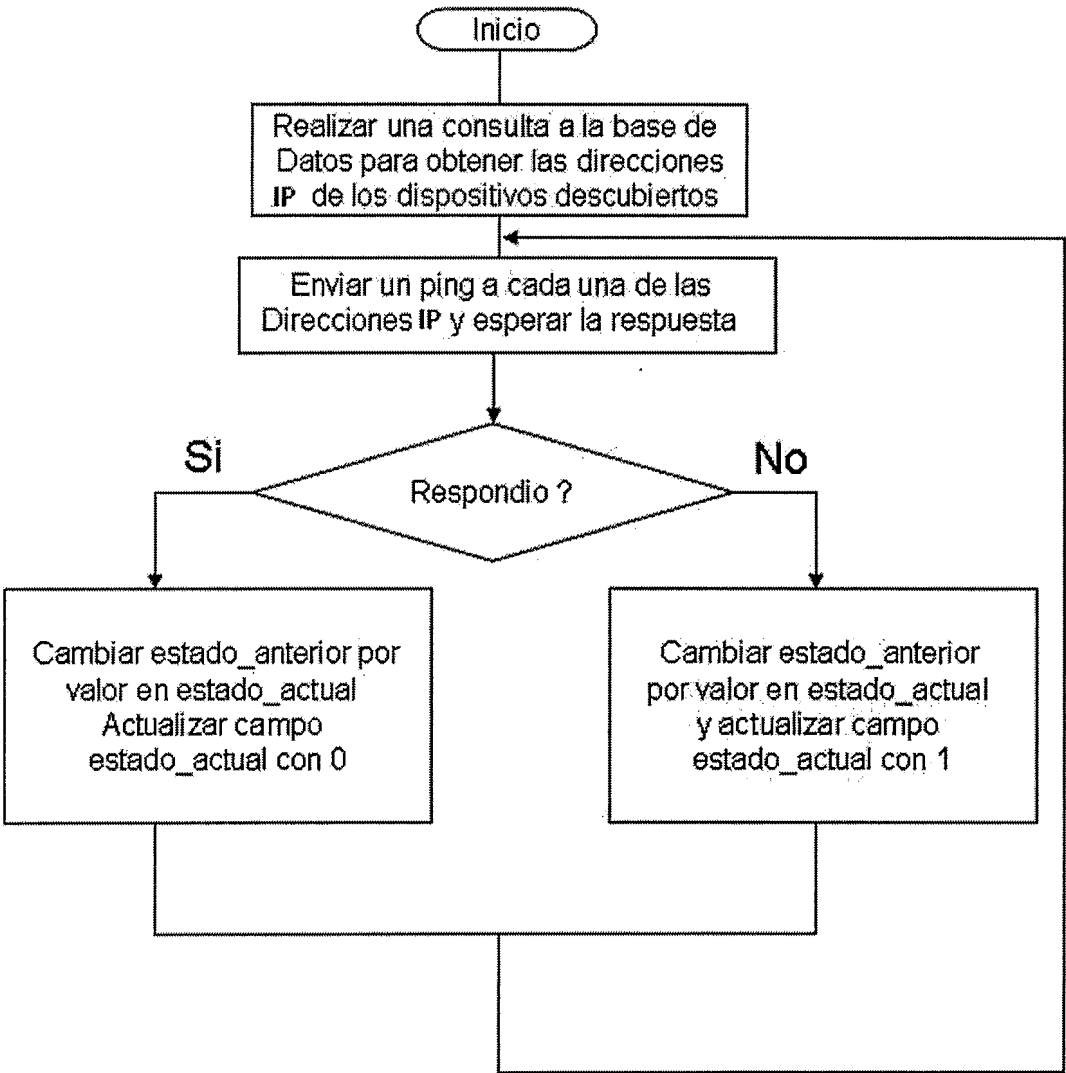 Inicio
Realizar una consulta a la base de
Datos para obtener las direcciones
IP de los dispositivos descubiertos
Enviar un ping a cada una de las
Direcciones IP y esperar la respuesta
Si
No
Respondio ?
Cambiar estado_anterior por
valor en estado_actual
Actualizar campo
estado_actual con 0
Cambiar estado_anterior
por valor en estado_actual
y actualizar campo
estado_actual con 1